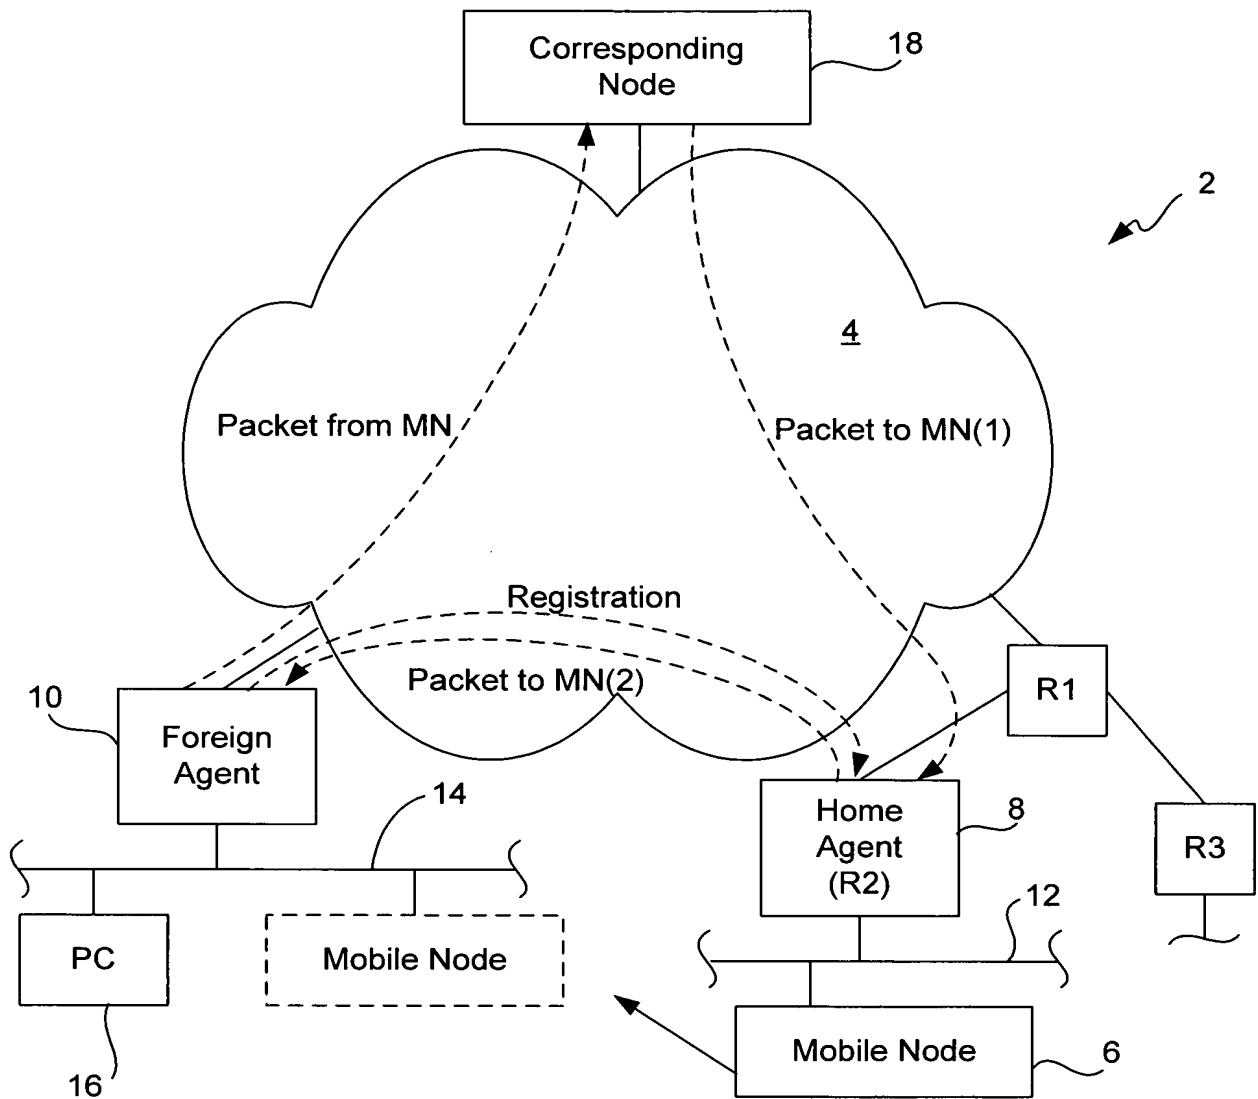 Corresponding
Node
18
2
4
Packet from MN
Packet to MN(1)
Registration
Packet to MN(2)
R1
10
Foreign
Agent
14
Home
Agent
(R2)
8
R3
12
PC
Mobile Node
Mobile Node
6
16